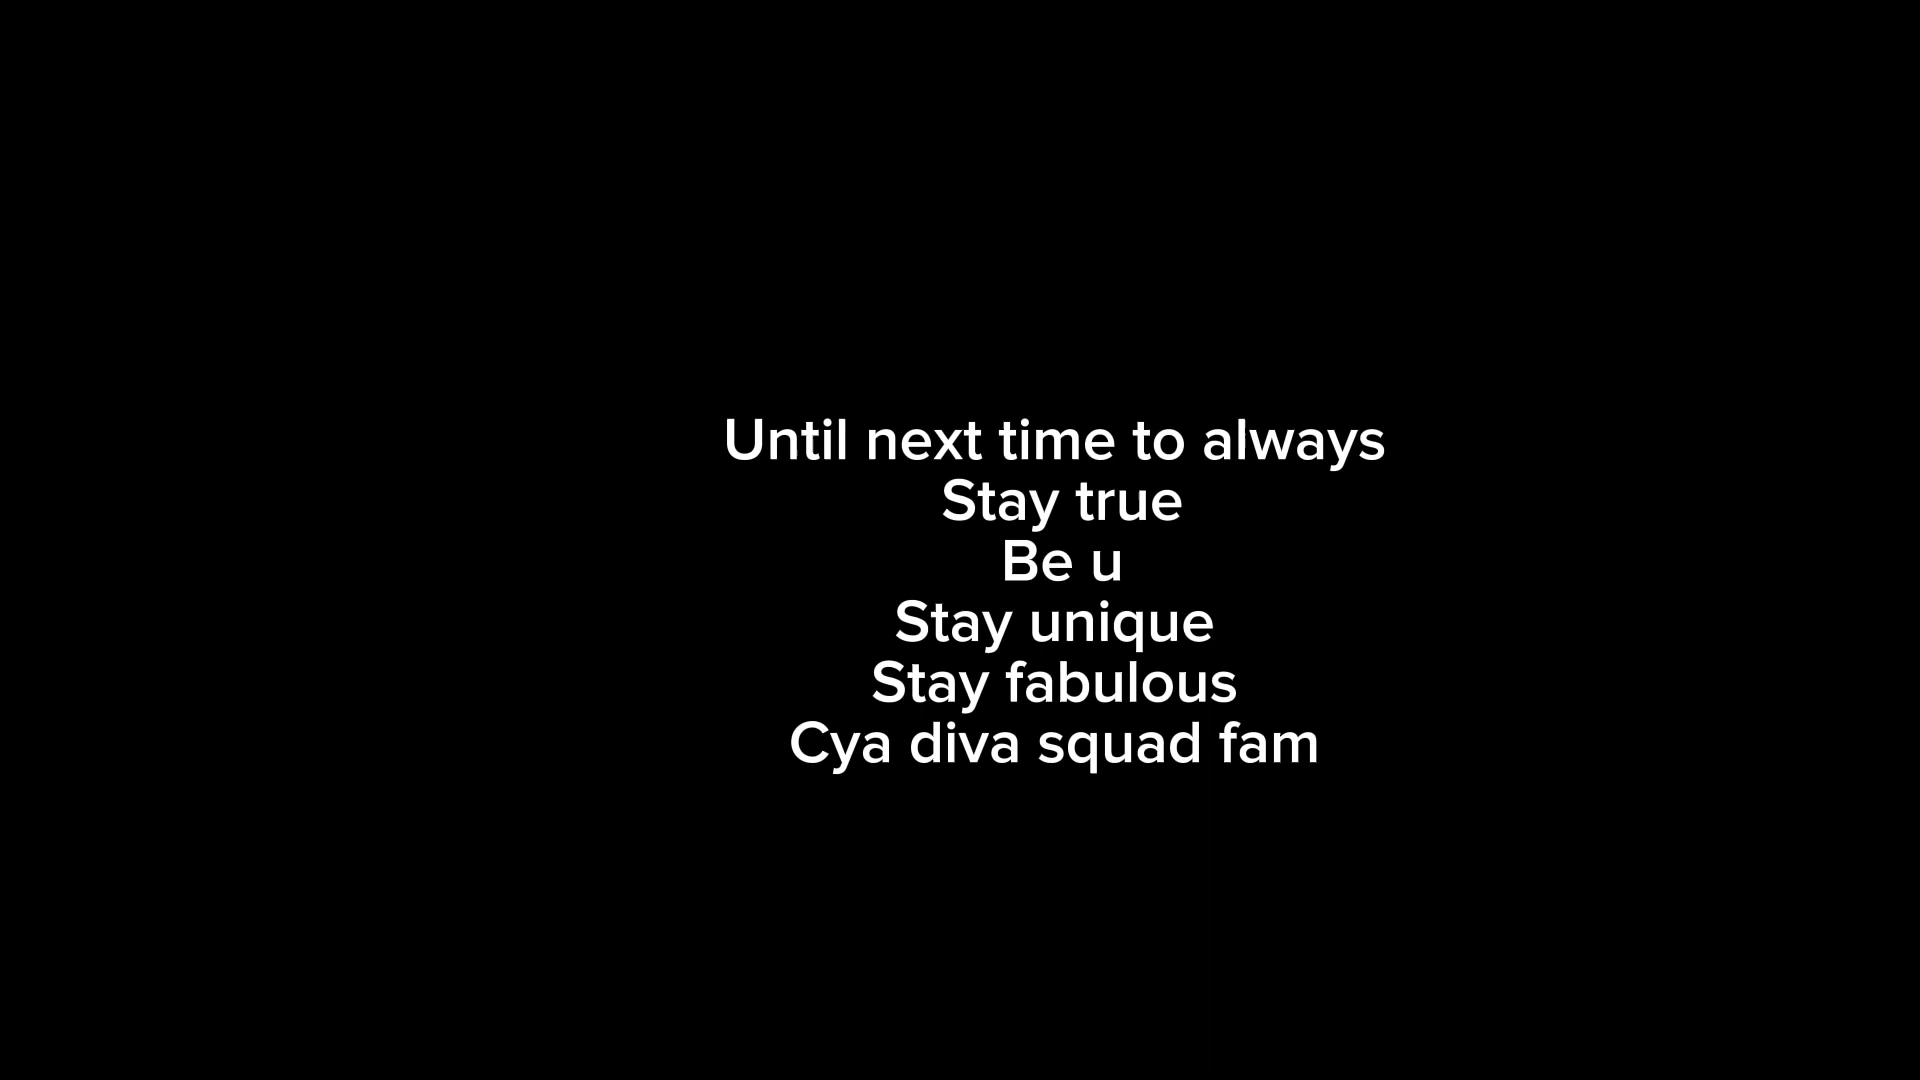 Until next time to always
Stay true
Be u
Stay unique
Stay fabulous
Cya diva squad fam